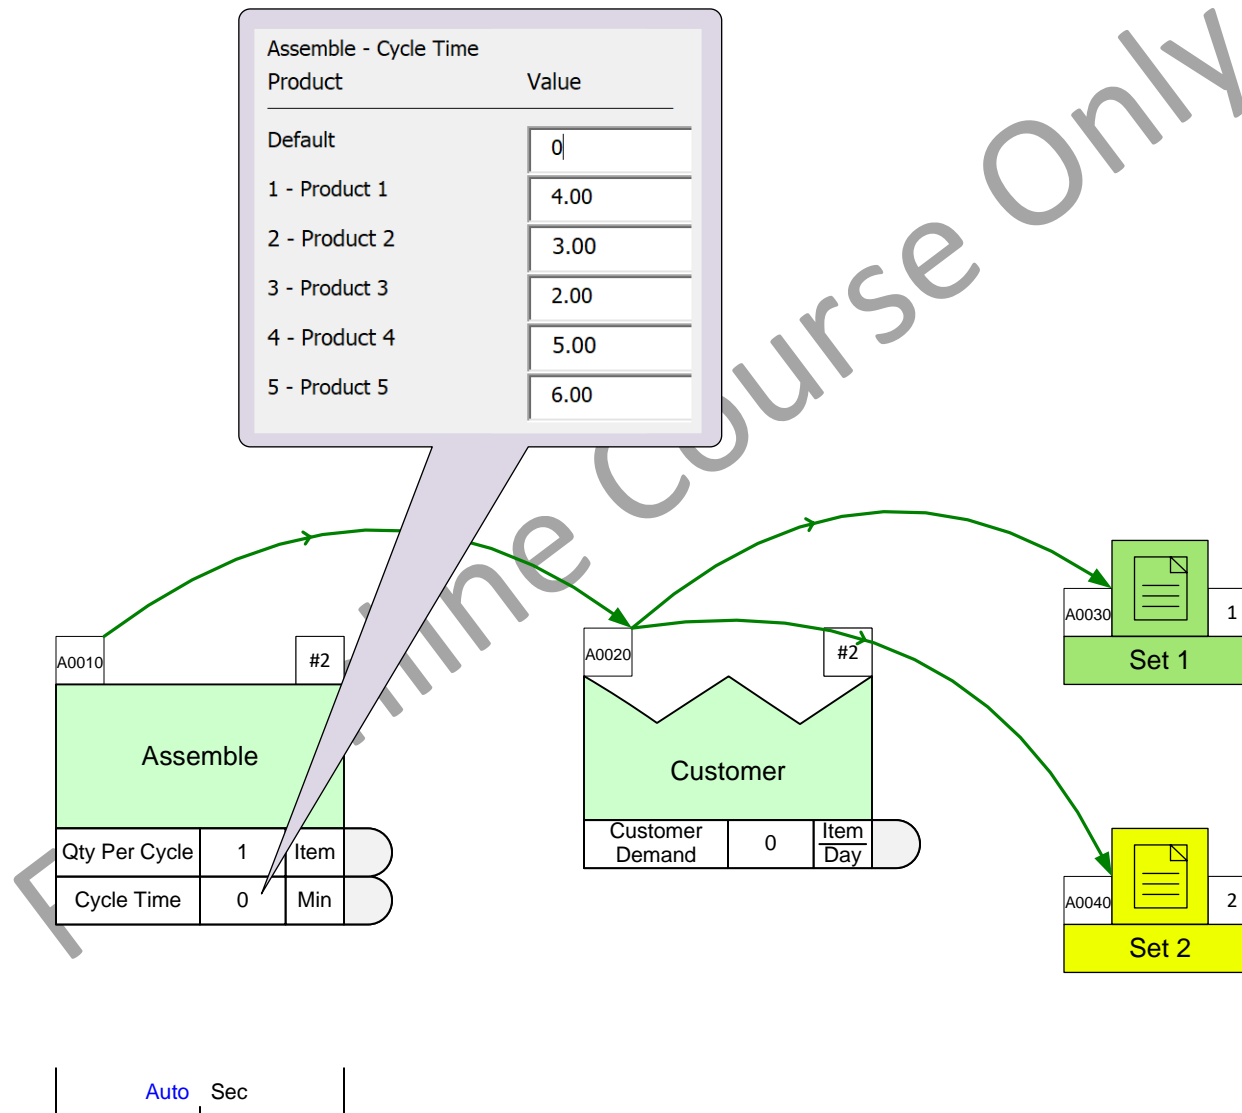 Assemble - Cycle Time
Product Value
Default 0
1 - Product 1 4.00
2 - Product 2 3.00
3 - Product 3 2.00
4 - Product 4 5.00
5 - Product 5 6.00
Course Only
A0010 #2
Assemble
Qty Per Cycle 1 Item
Cycle Time 0 Min
A0020 #2
Customer
Customer Demand 0 Item Day
A0030 1
Set 1
A0040 2
Set 2
Auto Sec